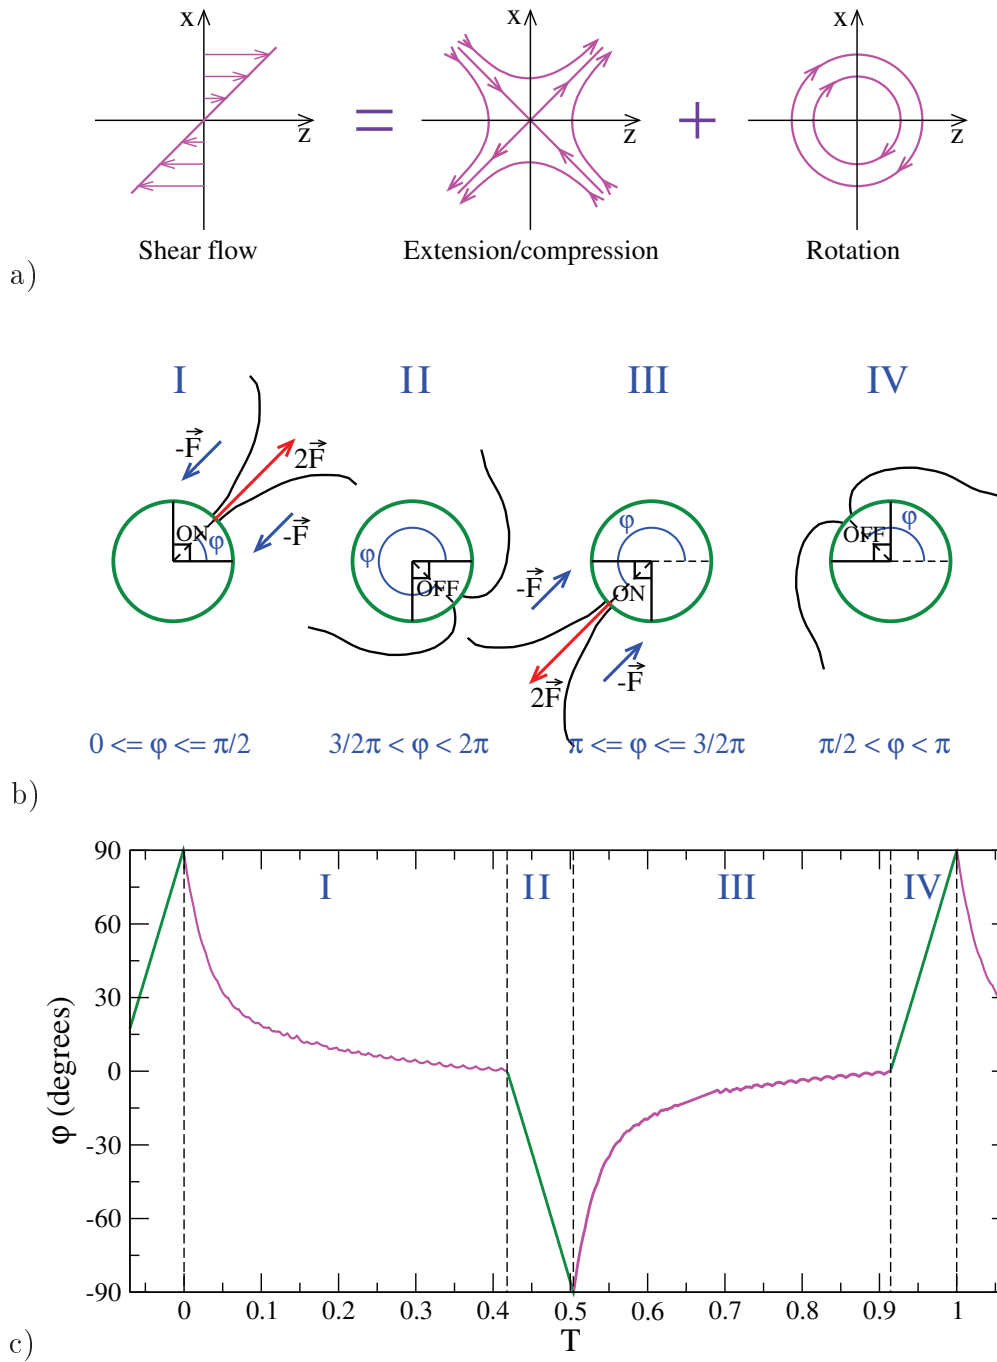 x x x
z = z + z
Shear flow Extension/compression Rotation
a)
I II III IV
-F⃗ 2F⃗ ON φ -F⃗
φ OFF
φ ON -F⃗ 2F⃗ -F⃗
φ OFF
0 <= φ <= π/2 3/2π < φ < 2π π <= φ <= 3/2π π/2 < φ < π
b)
I II III IV
90
60
30
0
-30
-60
-90
φ (degrees)
0 0.1 0.2 0.3 0.4 0.5 0.6 0.7 0.8 0.9 1
T
c)